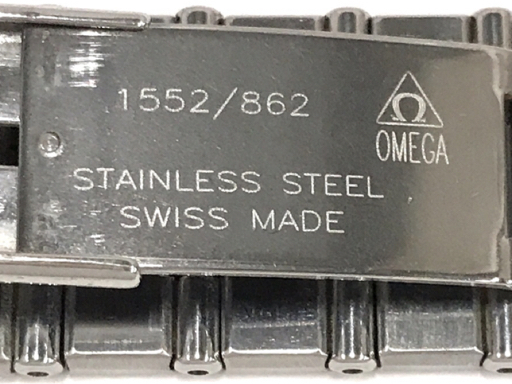 1552/862
Ω
OMEGA
STAINLESS STEEL
SWISS MADE